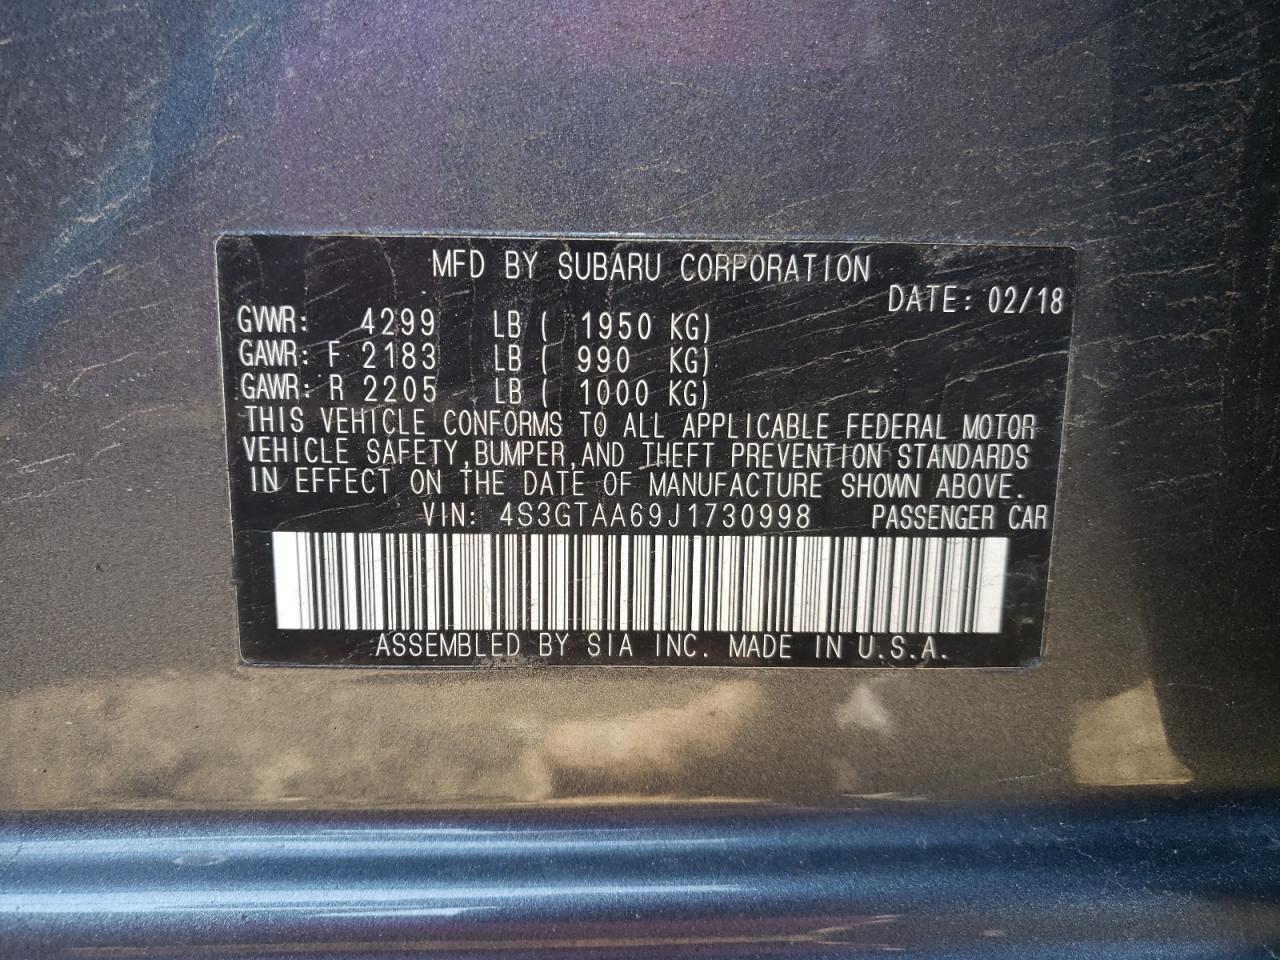 MFD BY SUBARU CORPORATION
DATE: 02/18
GVWR: 4299 LB ( 1950 KG)
GAWR: F 2183 LB ( 990 KG)
GAWR: R 2205 LB ( 1000 KG)
THIS VEHICLE CONFORMS TO ALL APPLICABLE FEDERAL MOTOR
VEHICLE SAFETY,BUMPER,AND THEFT PREVENTION STANDARDS
IN EFFECT ON THE DATE OF MANUFACTURE SHOWN ABOVE.
VIN: 4S3GTAA69J1730998 PASSENGER CAR
ASSEMBLED BY SIA INC. MADE IN U.S.A.